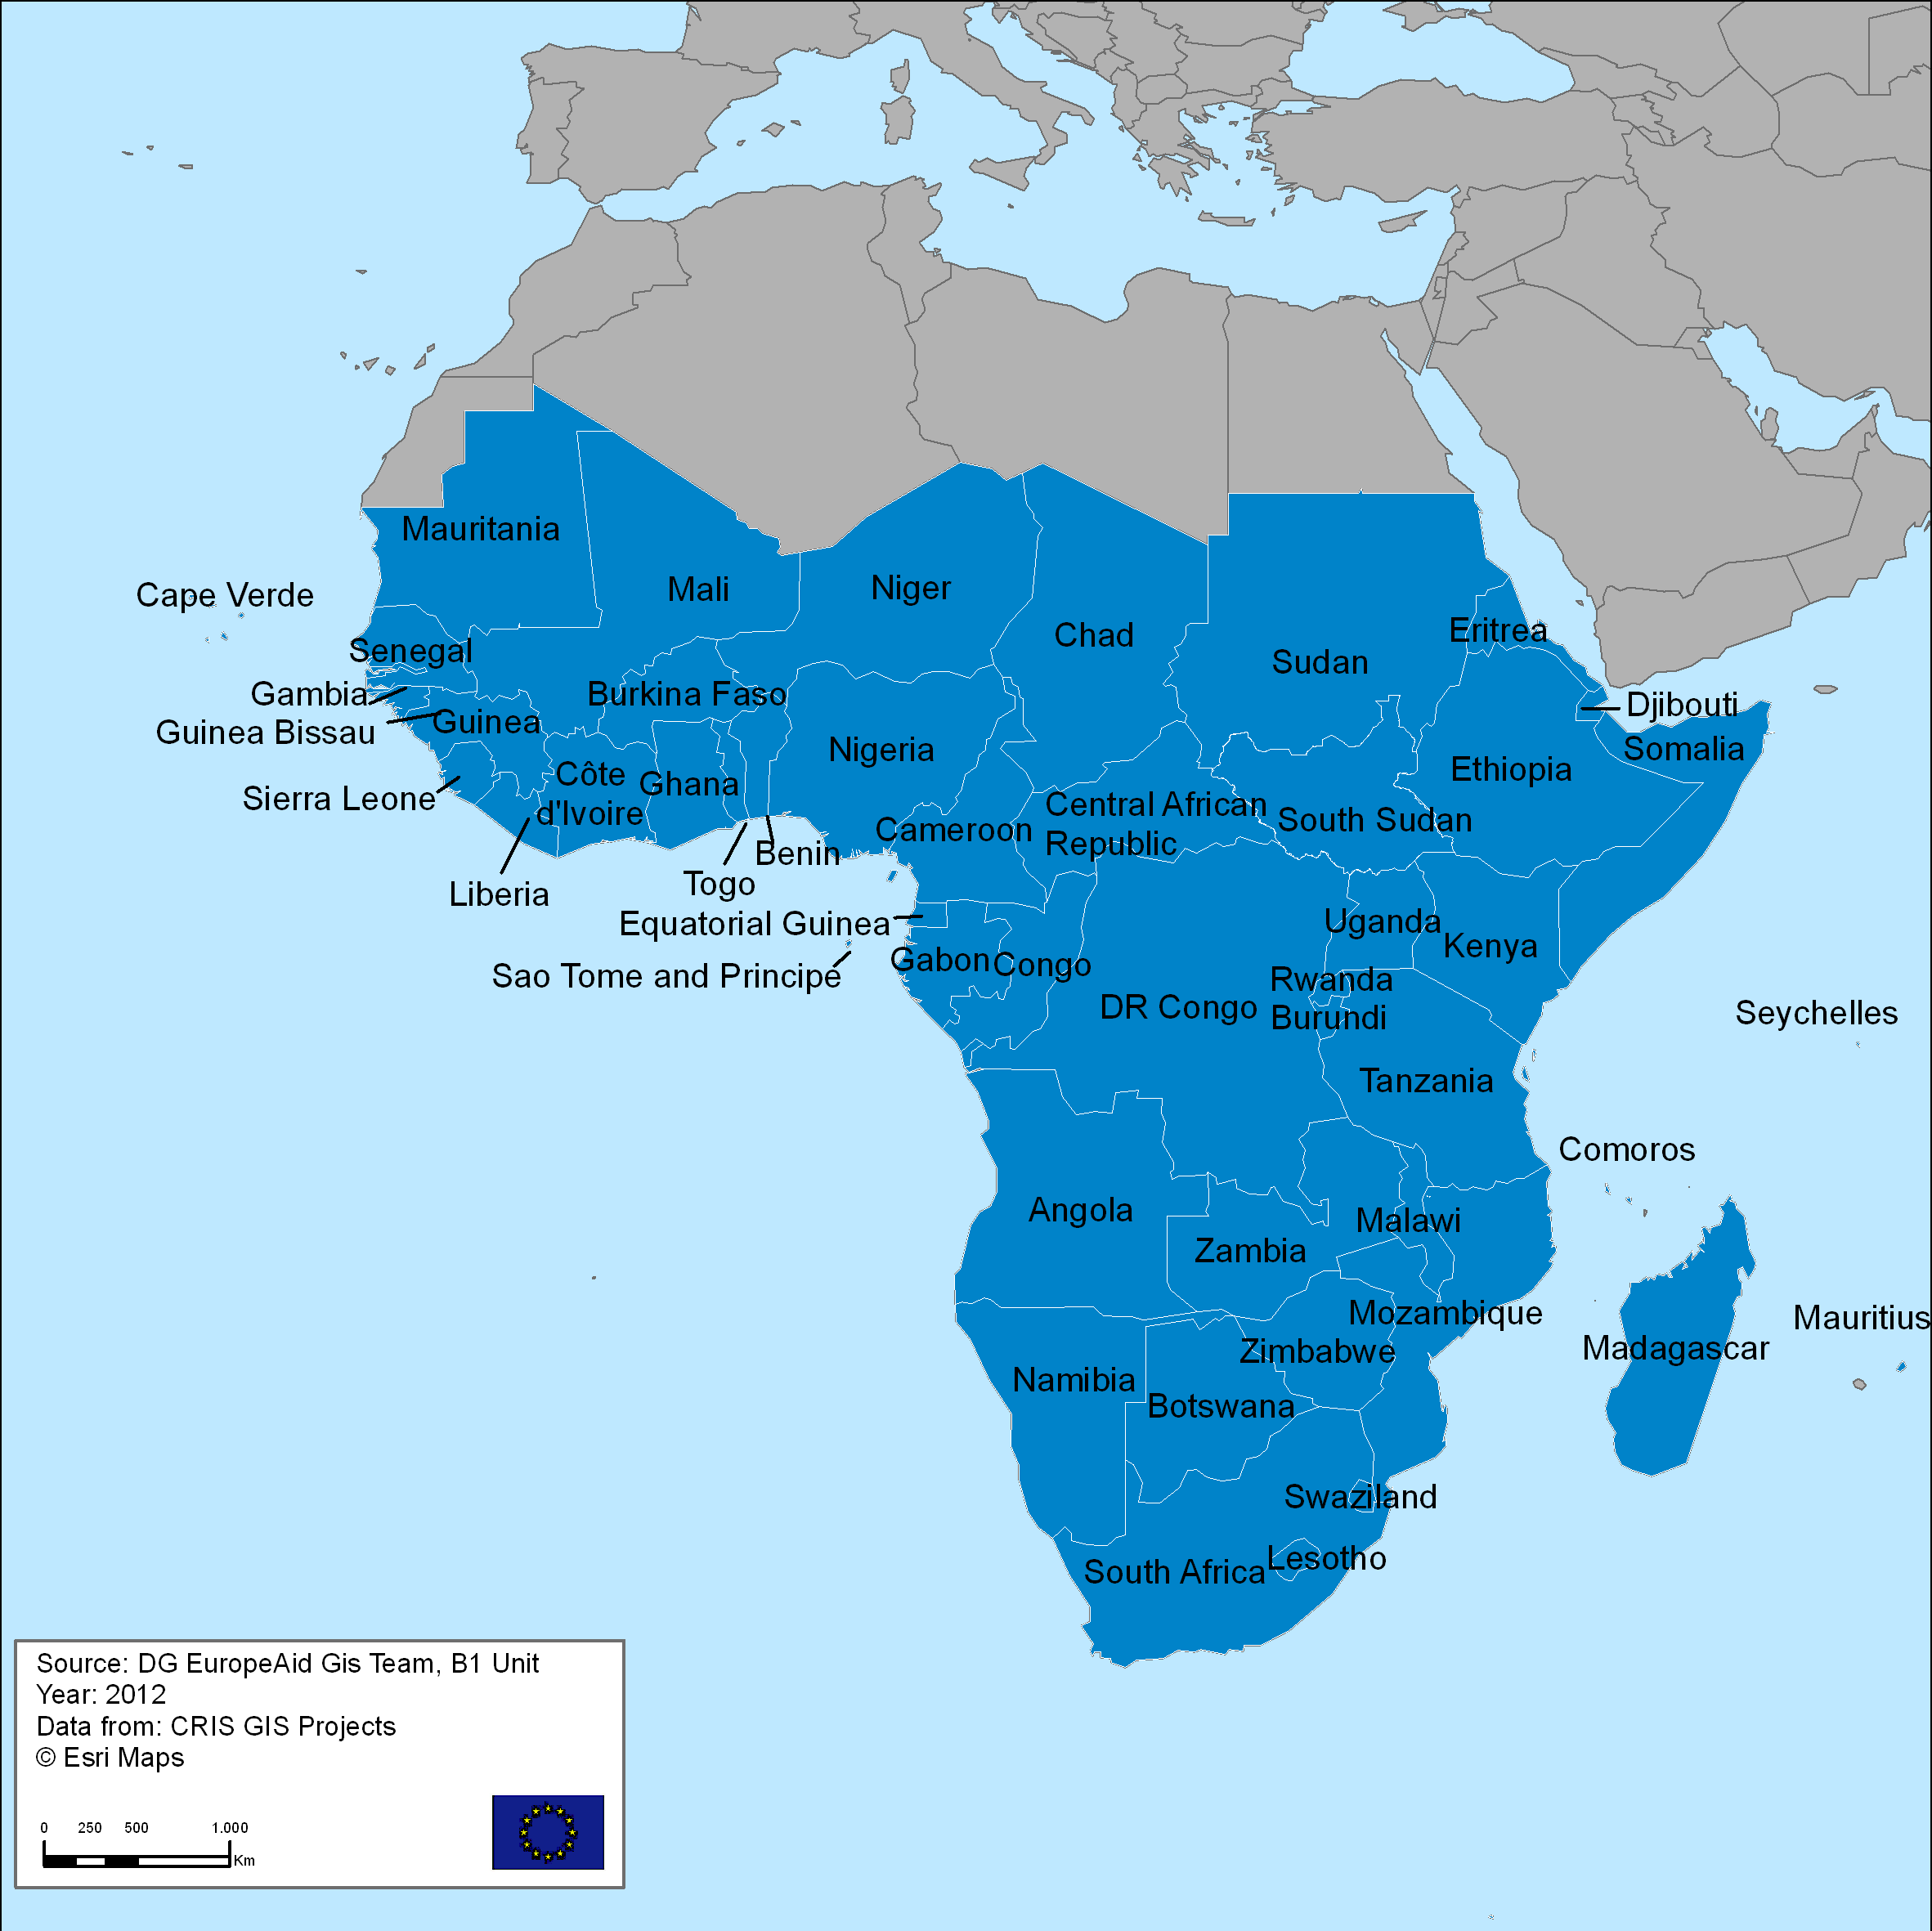 Mauritania
Mali
Niger
Cape Verde
Chad
Eritrea
Senegal
Sudan
Gambia
Burkina Faso
Djibouti
Guinea Bissau
Guinea
Nigeria
Somalia
Ethiopia
Côte
d'Ivoire
Ghana
Sierra Leone
Central African
Republic
South Sudan
Cameroon
Benin
Togo
Liberia
Equatorial Guinea
Uganda
Kenya
Gabon
Congo
Sao Tome and Principe
Rwanda
DR Congo
Burundi
Seychelles
Tanzania
Comoros
Angola
Malawi
Zambia
Mozambique
Mauritius
Zimbabwe
Madagascar
Namibia
Botswana
Swaziland
Lesotho
South Africa
Source: DG EuropeAid Gis Team, B1 Unit
Year: 2012
Data from: CRIS GIS Projects
© Esri Maps
0 250 500 1.000
Km